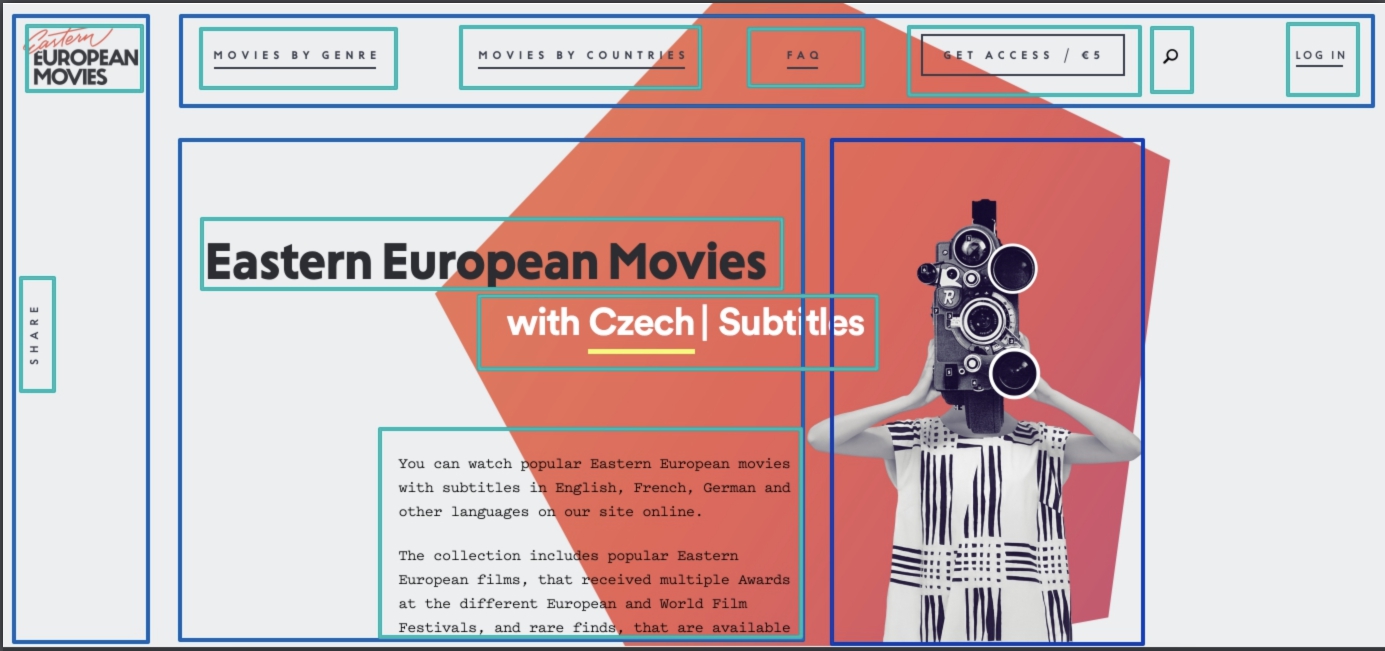 Eastern
EUROPEAN
MOVIES
MOVIES BY GENRE
MOVIES BY COUNTRIES
FAQ
GET ACCESS / €5
LOG IN
SHARE
Eastern European Movies
with Czech| Subtitles
R
You can watch popular Eastern European movies
with subtitles in English, French, German and
other languages on our site online.
The collection includes popular Eastern
European films, that received multiple Awards
at the different European and World Film
Festivals, and rare finds, that are available